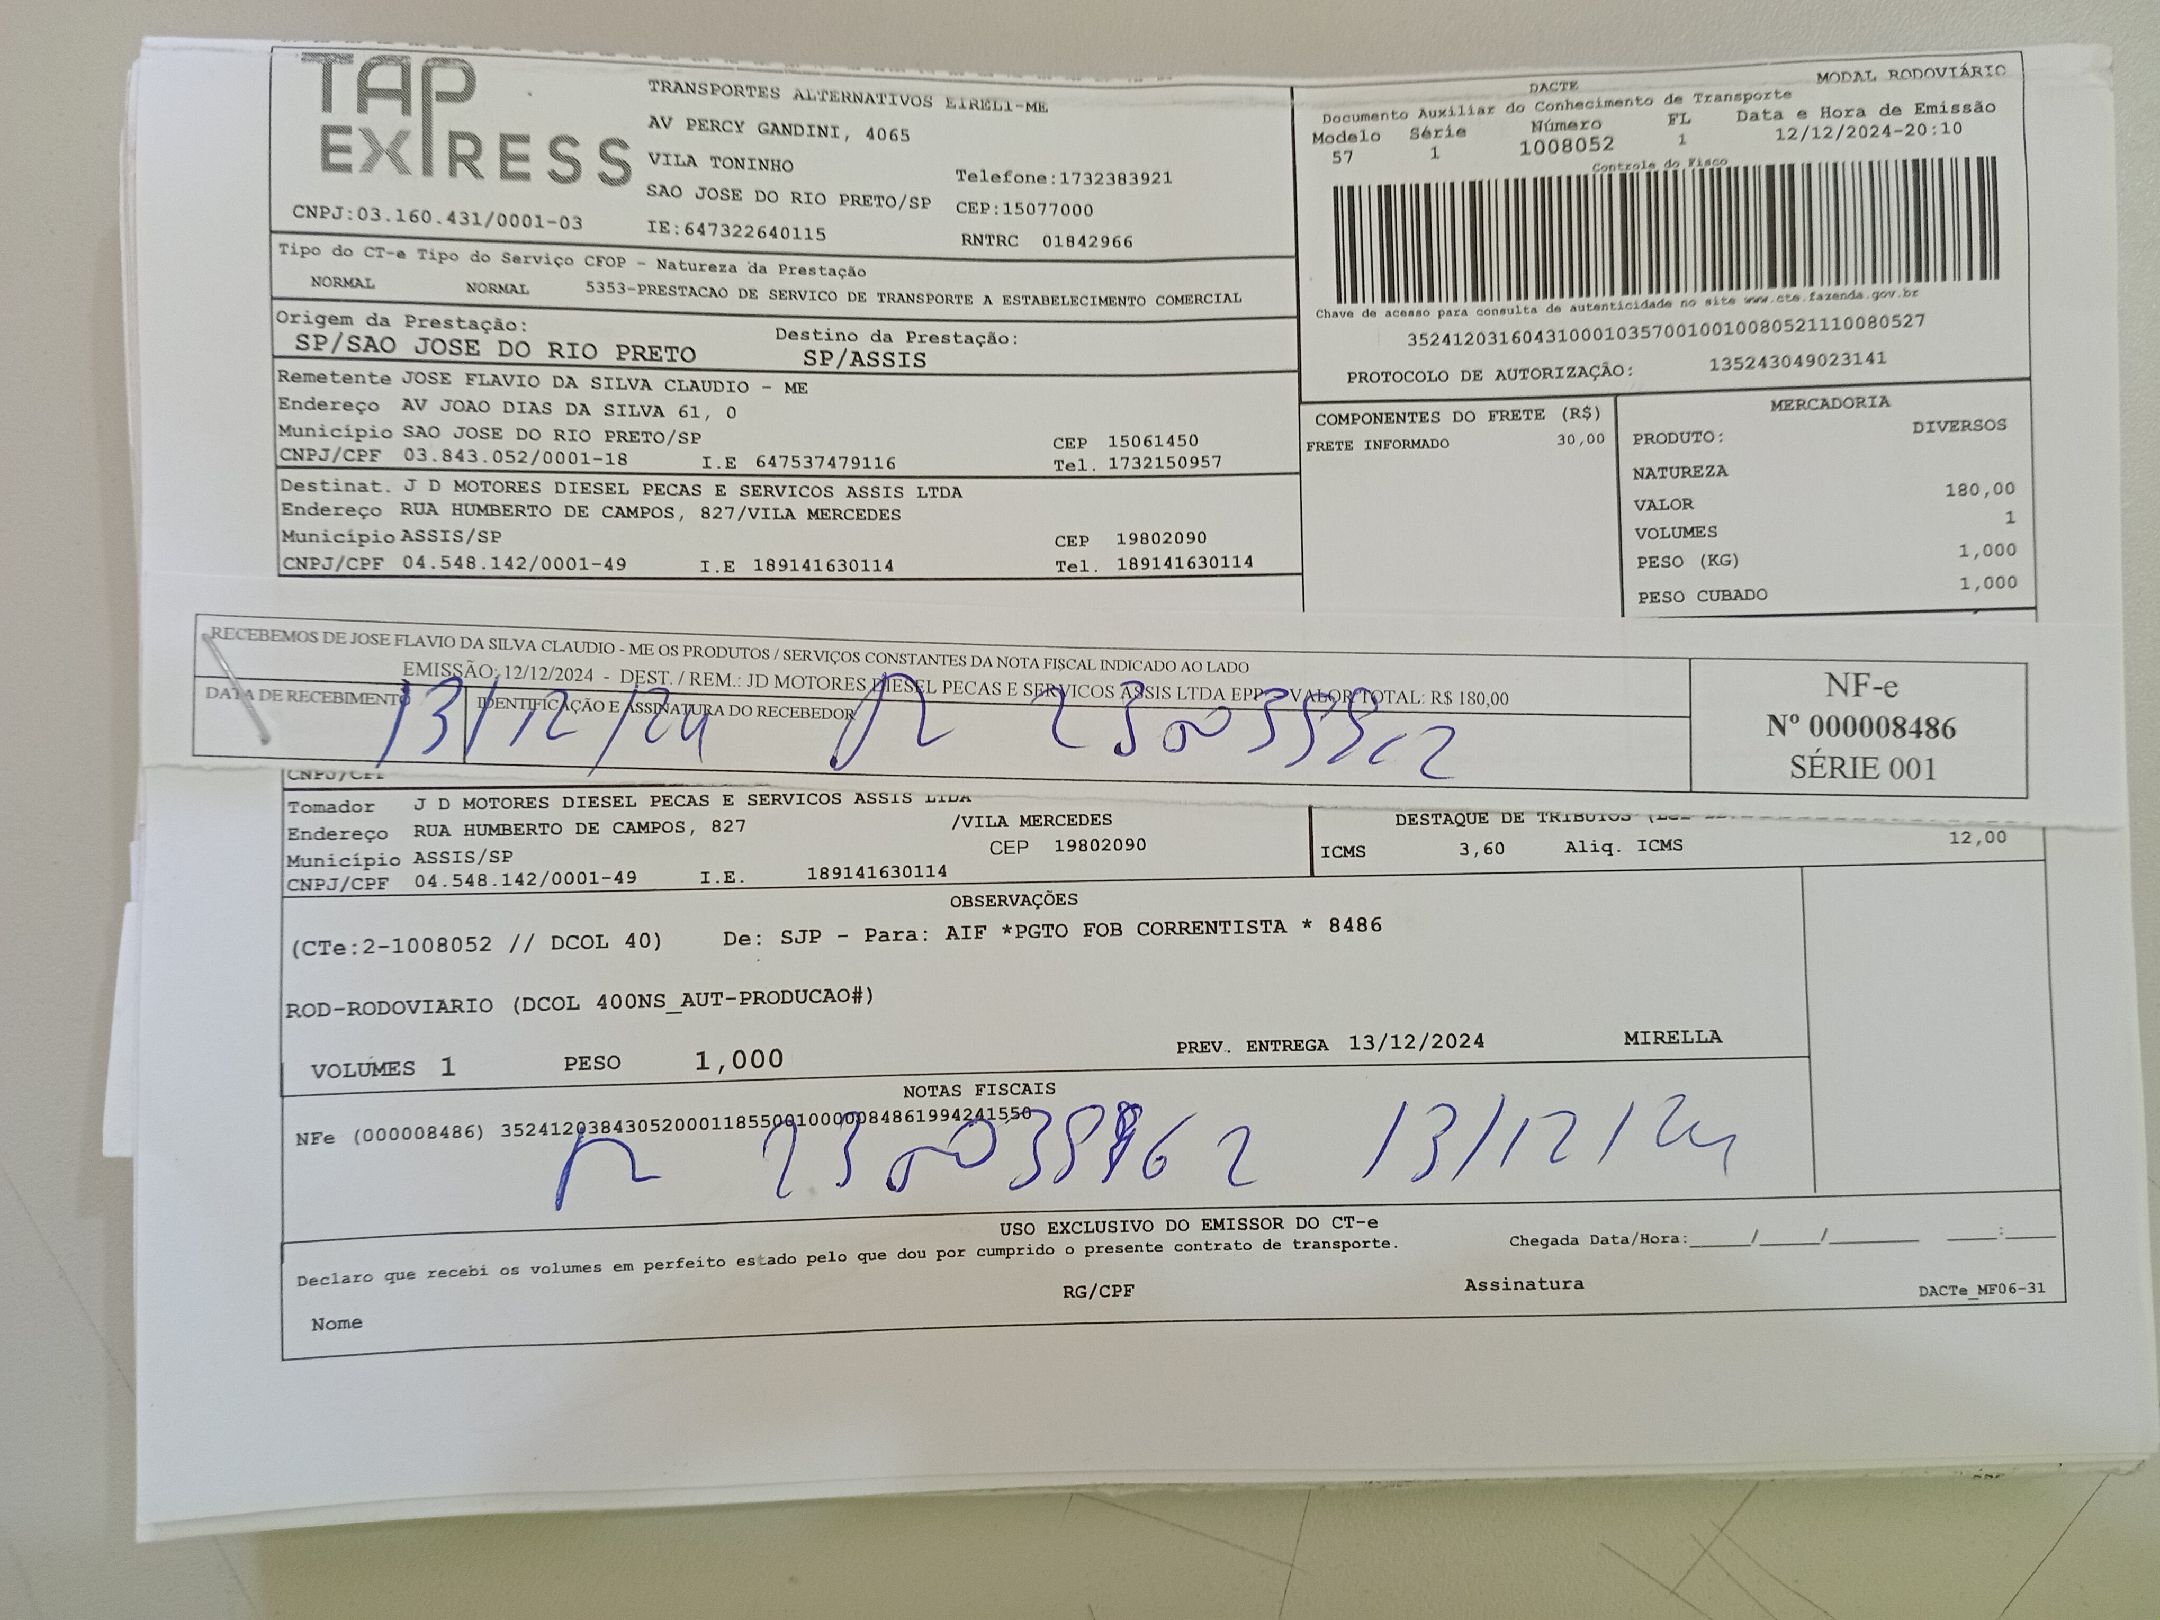 TAP EXPRESS
TRANSPORTES ALTERNATIVOS EIRELI-ME
AV PERCY GANDINI, 4065
VILA TONINHO
Telefone:1732383921
SAO JOSE DO RIO PRETO/SP CEP:15077000
CNPJ:03.160.431/0001-03 IE:647322640115 RNTRC 01842966
DACTE MODAL RODOVIÁRIO
Documento Auxiliar do Conhecimento de Transporte
Modelo Série Número FL Data e Hora de Emissão
57 1 1008052 1 12/12/2024-20:10
Controle do Fisco
Chave de acesso para consulta de autenticidade no site www.cte.fazenda.gov.br
35241203160431000103570010010080521110080527
PROTOCOLO DE AUTORIZAÇÃO: 135243049023141
Tipo do CT-e Tipo do Serviço CFOP - Natureza da Prestação
NORMAL NORMAL 5353-PRESTACAO DE SERVICO DE TRANSPORTE A ESTABELECIMENTO COMERCIAL
Origem da Prestação: Destino da Prestação:
SP/SAO JOSE DO RIO PRETO SP/ASSIS
Remetente JOSE FLAVIO DA SILVA CLAUDIO - ME
Endereço AV JOAO DIAS DA SILVA 61, 0
Município SAO JOSE DO RIO PRETO/SP CEP 15061450
CNPJ/CPF 03.843.052/0001-18 I.E 647537479116 Tel. 1732150957
Destinat. J D MOTORES DIESEL PECAS E SERVICOS ASSIS LTDA
Endereço RUA HUMBERTO DE CAMPOS, 827/VILA MERCEDES
Município ASSIS/SP CEP 19802090
CNPJ/CPF 04.548.142/0001-49 I.E 189141630114 Tel. 189141630114
COMPONENTES DO FRETE (R$)
FRETE INFORMADO 30,00
MERCADORIA
PRODUTO: DIVERSOS
NATUREZA
VALOR 180,00
VOLUMES 1
PESO (KG) 1,000
PESO CUBADO 1,000
RECEBEMOS DE JOSE FLAVIO DA SILVA CLAUDIO - ME OS PRODUTOS / SERVIÇOS CONSTANTES DA NOTA FISCAL INDICADO AO LADO
EMISSÃO: 12/12/2024 - DEST. / REM.: JD MOTORES DIESEL PECAS E SERVICOS ASSIS LTDA EPP - VALOR TOTAL: R$ 180,00
DATA DE RECEBIMENTO IDENTIFICAÇÃO E ASSINATURA DO RECEBEDOR
13/12/24
NF-e
Nº 000008486
SÉRIE 001
CNPJ/CPF
Tomador J D MOTORES DIESEL PECAS E SERVICOS ASSIS LTDA
Endereço RUA HUMBERTO DE CAMPOS, 827 /VILA MERCEDES
Município ASSIS/SP CEP 19802090
CNPJ/CPF 04.548.142/0001-49 I.E. 189141630114
DESTAQUE DE TRIBUTOS
ICMS 3,60 Aliq. ICMS 12,00
OBSERVAÇÕES
(CTe:2-1008052 // DCOL 40) De: SJP - Para: AIF *PGTO FOB CORRENTISTA * 8486
ROD-RODOVIARIO (DCOL 400NS_AUT-PRODUCAO#)
VOLUMES 1 PESO 1,000 PREV. ENTREGA 13/12/2024 MIRELLA
NOTAS FISCAIS
NFe (000008486) 35241203843052000118550010000084861994241550
13/12/24
USO EXCLUSIVO DO EMISSOR DO CT-e
Declaro que recebi os volumes em perfeito estado pelo que dou por cumprido o presente contrato de transporte.
Chegada Data/Hora:_____/_____/________ ____:____
Nome RG/CPF Assinatura DACTe_MF06-31